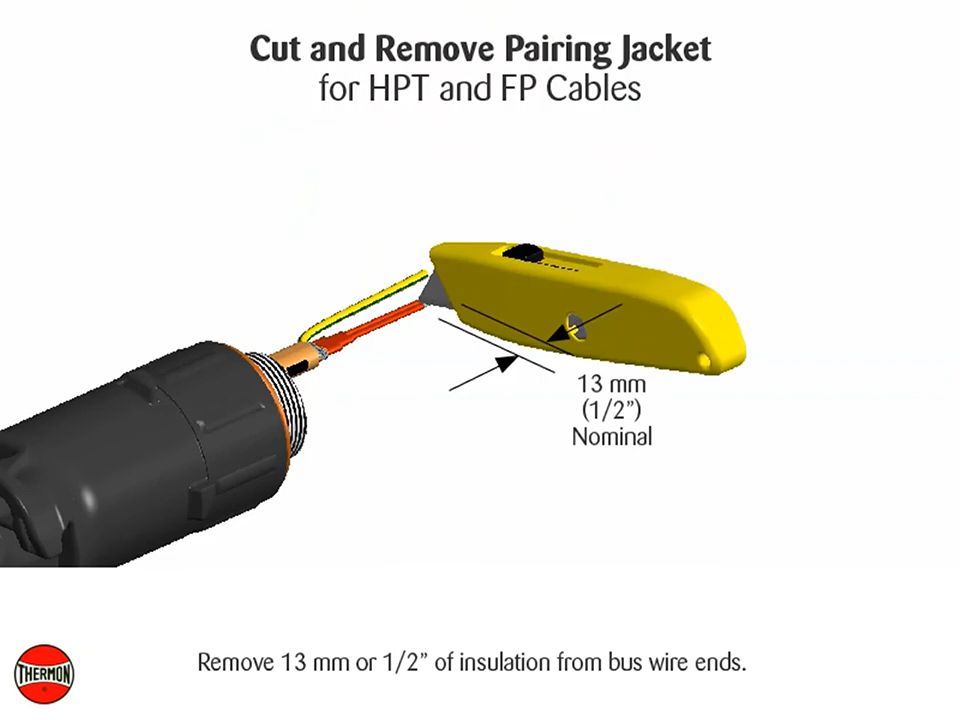 Cut and Remove Pairing Jacket
for HPT and FP Cables
13 mm
(1/2”)
Nominal
Remove 13 mm or 1/2” of insulation from bus wire ends.
THERMON